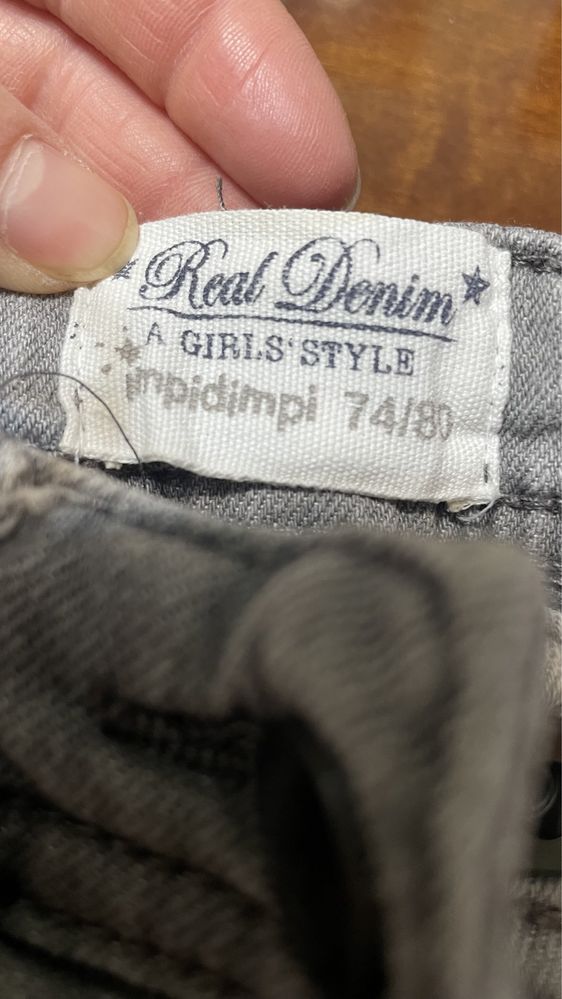 Real Denim
A GIRLS' STYLE
impidimpi 74/80